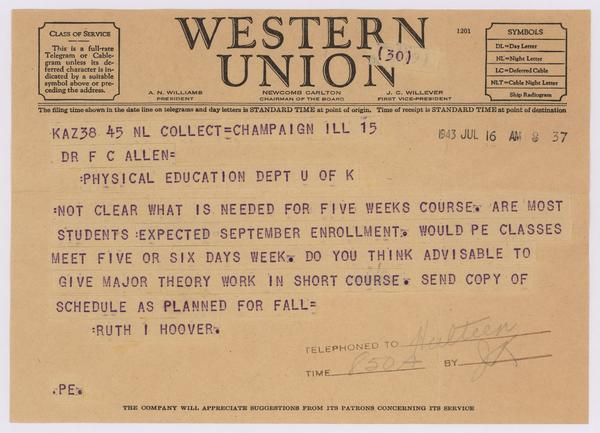 CLASS OF SERVICE
This is a full-rate
Telegram or Cable-
gram unless its de-
ferred character is in-
dicated by a suitable
symbol above or pre-
ceding the address.
WESTERN
UNION
(30)
1201
SYMBOLS
DL=Day Letter
NL=Night Letter
LC=Deferred Cable
NLT=Cable Night Letter
Ship Radiogram
A. N. WILLIAMS
PRESIDENT
NEWCOMB CARLTON
CHAIRMAN OF THE BOARD
J. C. WILLEVER
FIRST VICE-PRESIDENT
The filing time shown in the date line on telegrams and day letters is STANDARD TIME at point of origin. Time of receipt is STANDARD TIME at point of destination
KAZ38 45 NL COLLECT=CHAMPAIGN ILL 15
1943 JUL 16 AM 8 37
DR F C ALLEN=
:PHYSICAL EDUCATION DEPT U OF K
:NOT CLEAR WHAT IS NEEDED FOR FIVE WEEKS COURSE. ARE MOST
STUDENTS :EXPECTED SEPTEMBER ENROLLMENT. WOULD PE CLASSES
MEET FIVE OR SIX DAYS WEEK. DO YOU THINK ADVISABLE TO
GIVE MAJOR THEORY WORK IN SHORT COURSE. SEND COPY OF
SCHEDULE AS PLANNED FOR FALL=
:RUTH I HOOVER.
TELEPHONED TO
TIME 850A BY
.PE.
THE COMPANY WILL APPRECIATE SUGGESTIONS FROM ITS PATRONS CONCERNING ITS SERVICE